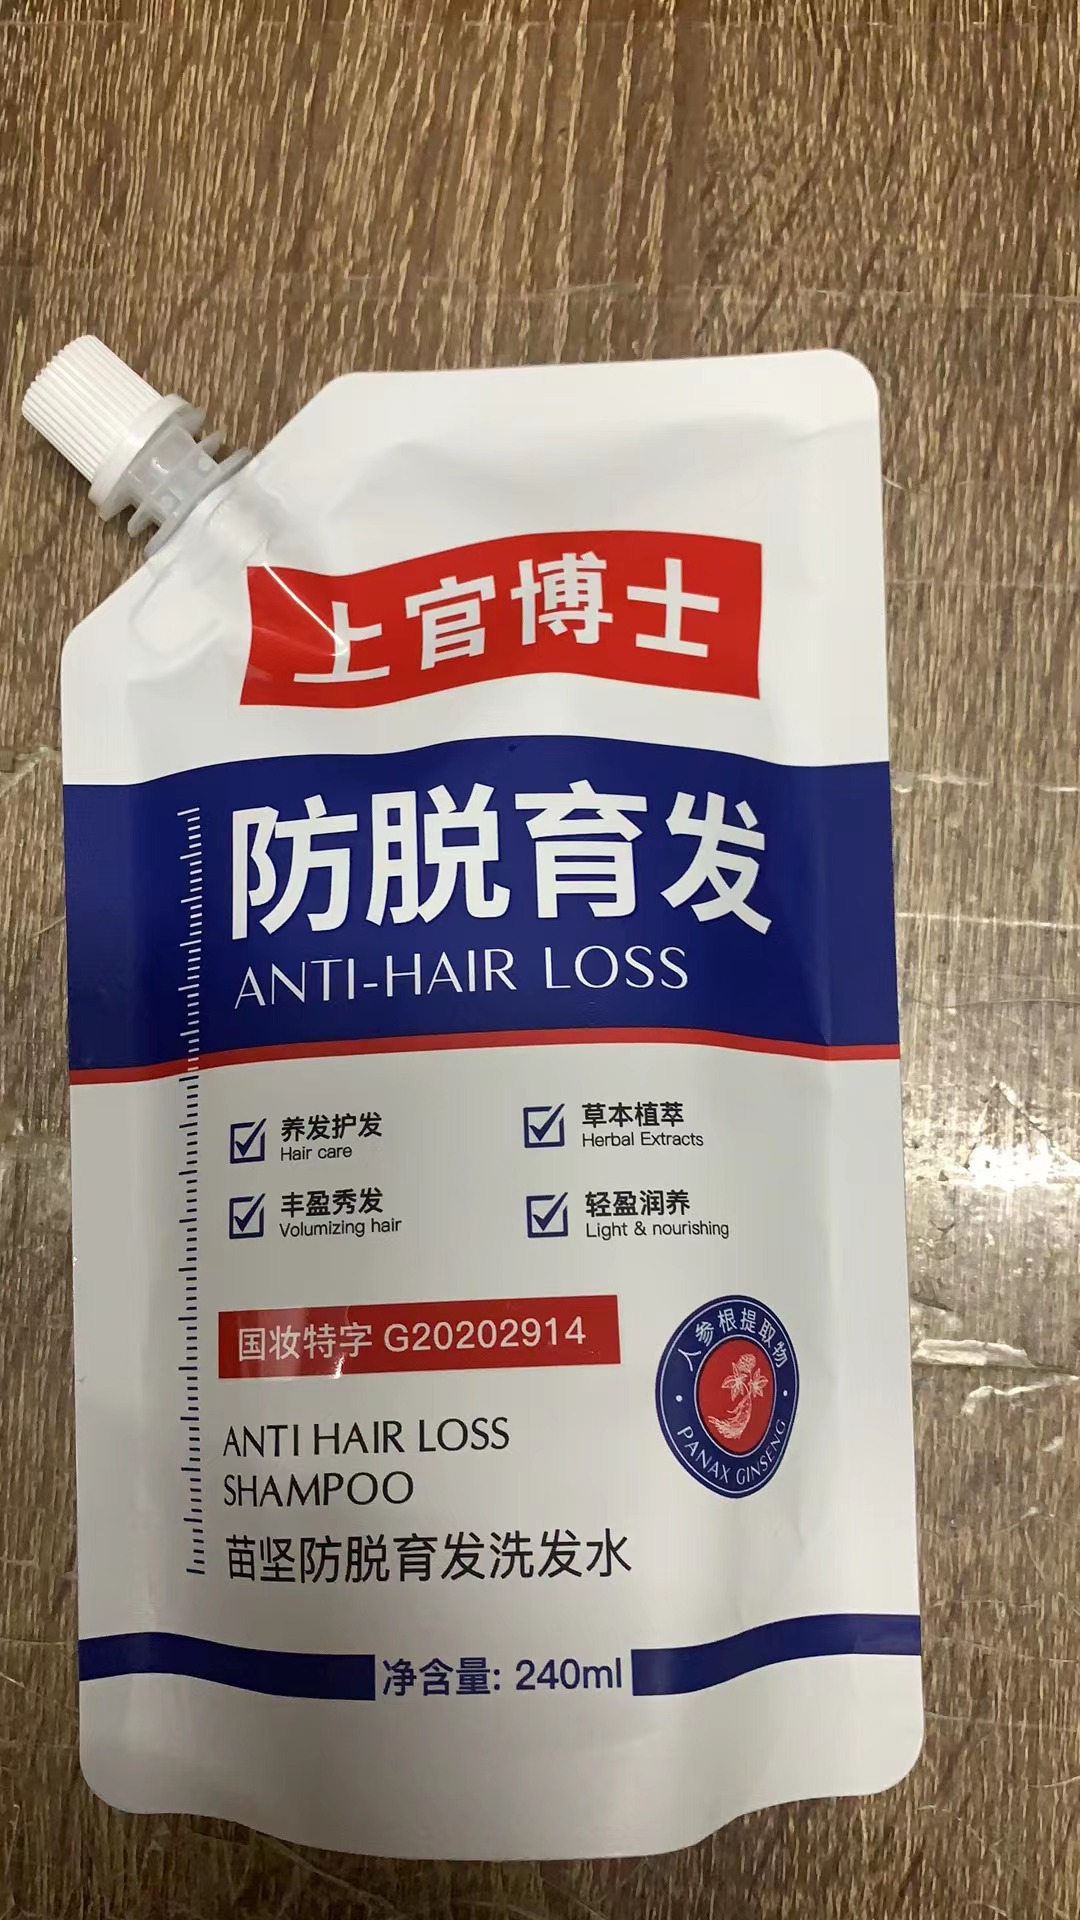 上官博士
防脱育发
ANTI-HAIR LOSS
养发护发
Hair care
草本植萃
Herbal Extracts
丰盈秀发
Volumizing hair
轻盈润养
Light & nourishing
国妆特字 G20202914
人参根提取物
PANAX GINSENG
ANTI HAIR LOSS
SHAMPOO
苗坚防脱育发洗发水
净含量: 240ml